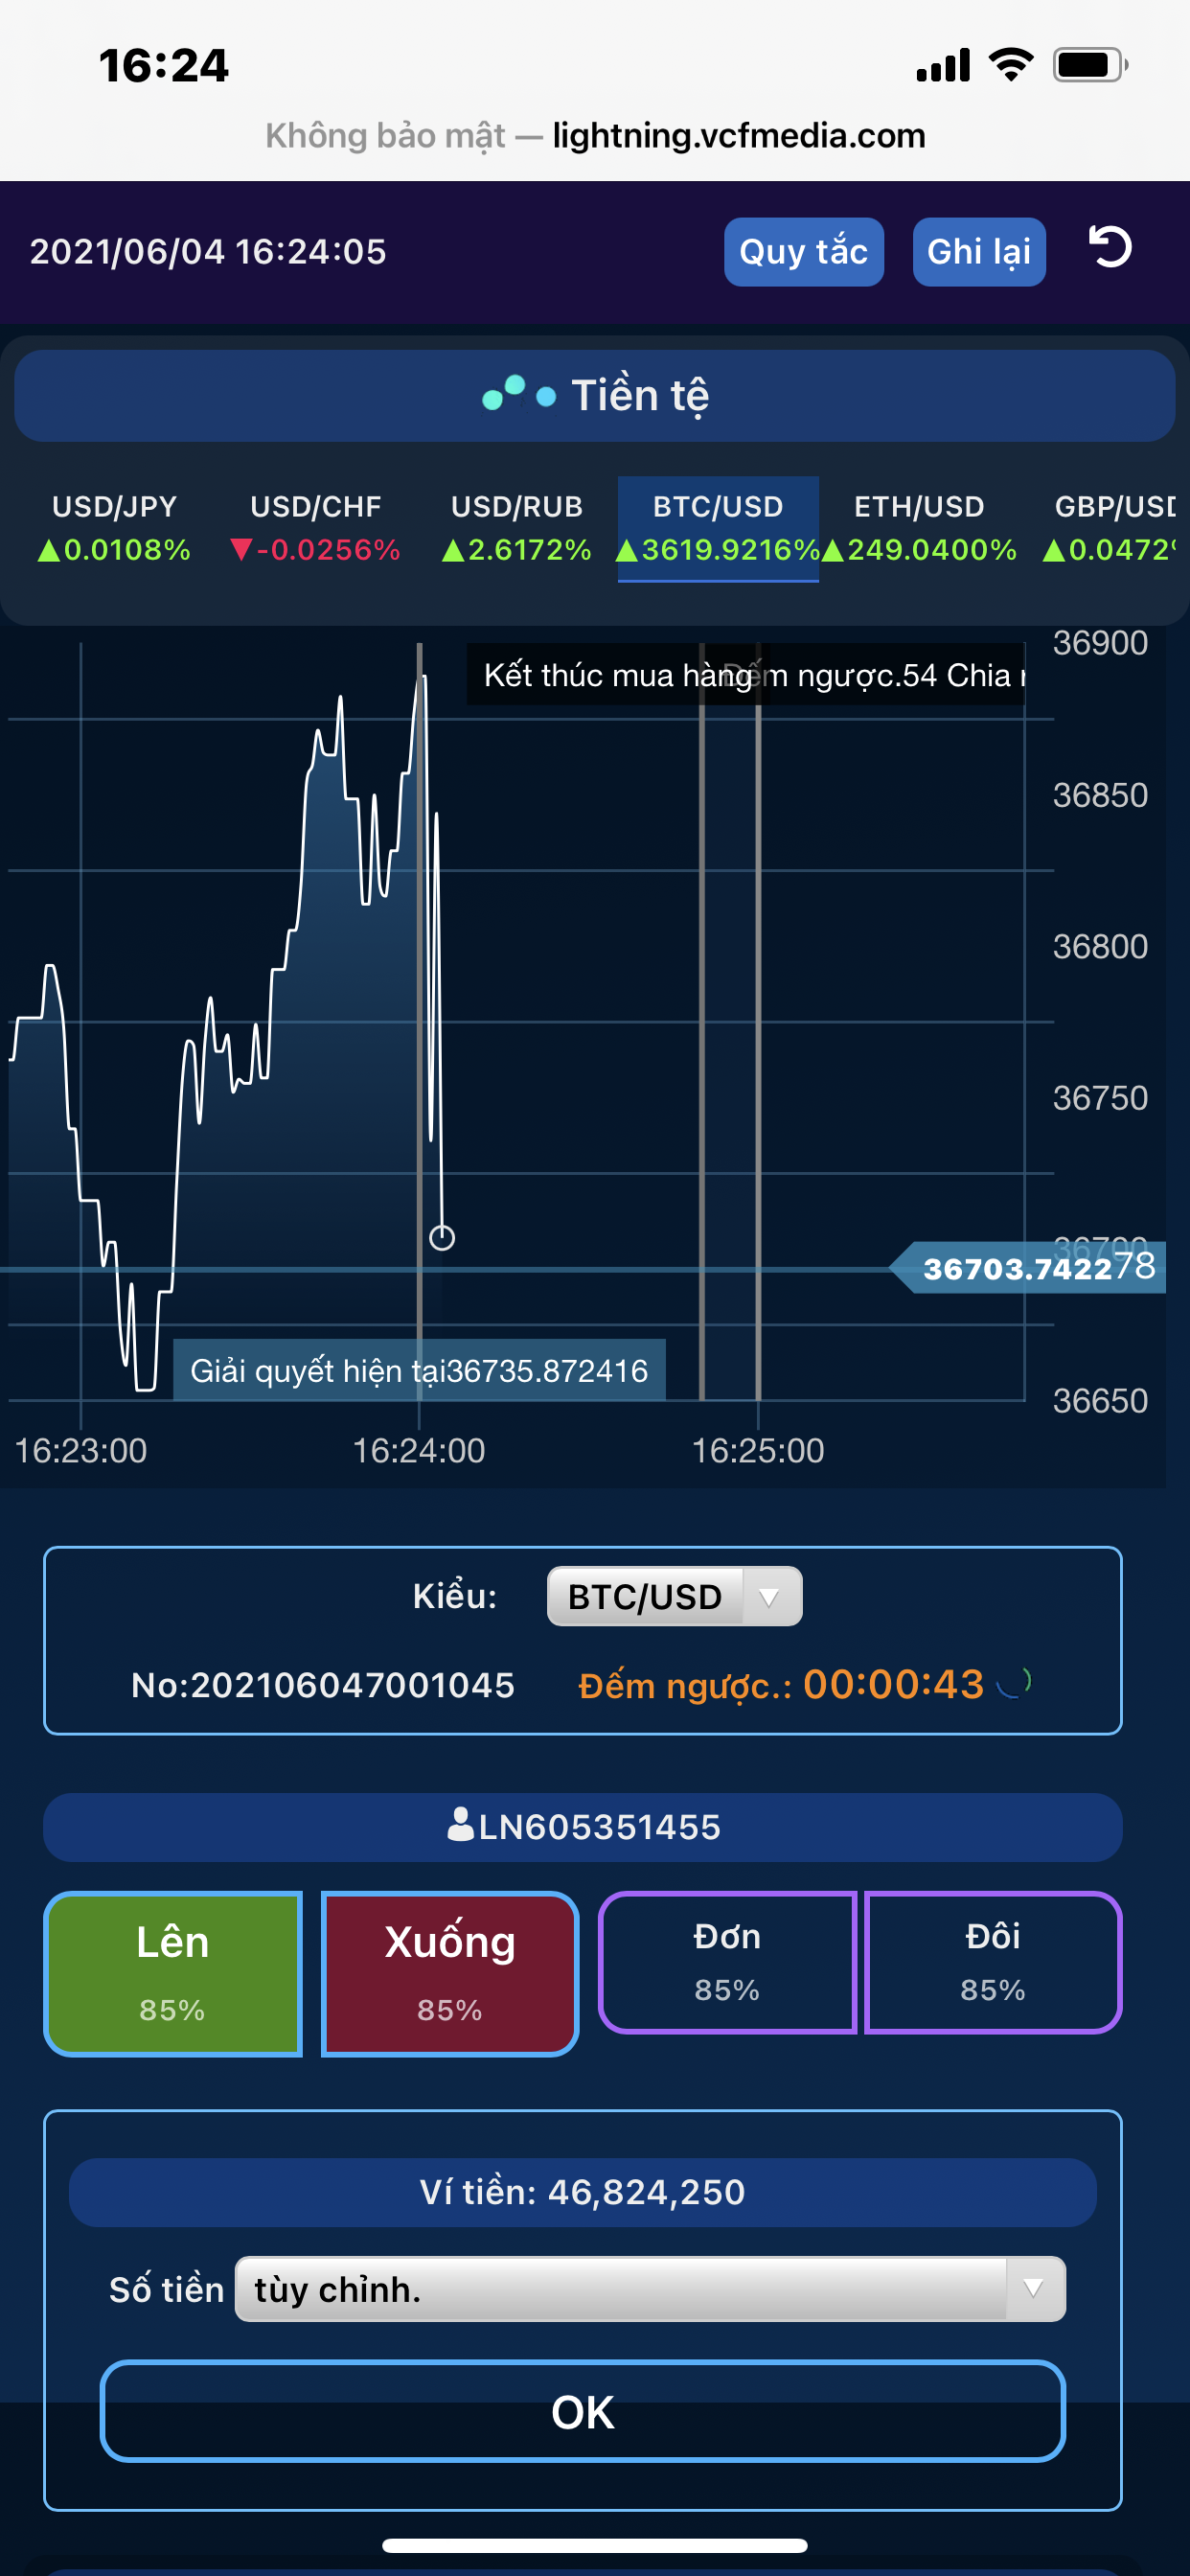 16:24
Không bảo mật — lightning.vcfmedia.com
2021/06/04 16:24:05
Quy tắc
Ghi lại
Tiền tệ
USD/JPY USD/CHF USD/RUB BTC/USD ETH/USD GBP/USD
▲0.0108% ▼-0.0256% ▲2.6172% ▲3619.9216% ▲249.0400% ▲0.0472%
36900
Kết thúc mua hàng Đếm ngược.54 Chia
36850
36800
36750
36700
36703.742278
Giải quyết hiện tại36735.872416
36650
16:23:00 16:24:00 16:25:00
Kiểu: BTC/USD
No:202106047001045 Đếm ngược.: 00:00:43
LN605351455
Lên Xuống Đơn Đôi
85% 85% 85% 85%
Ví tiền: 46,824,250
Số tiền tùy chỉnh.
OK